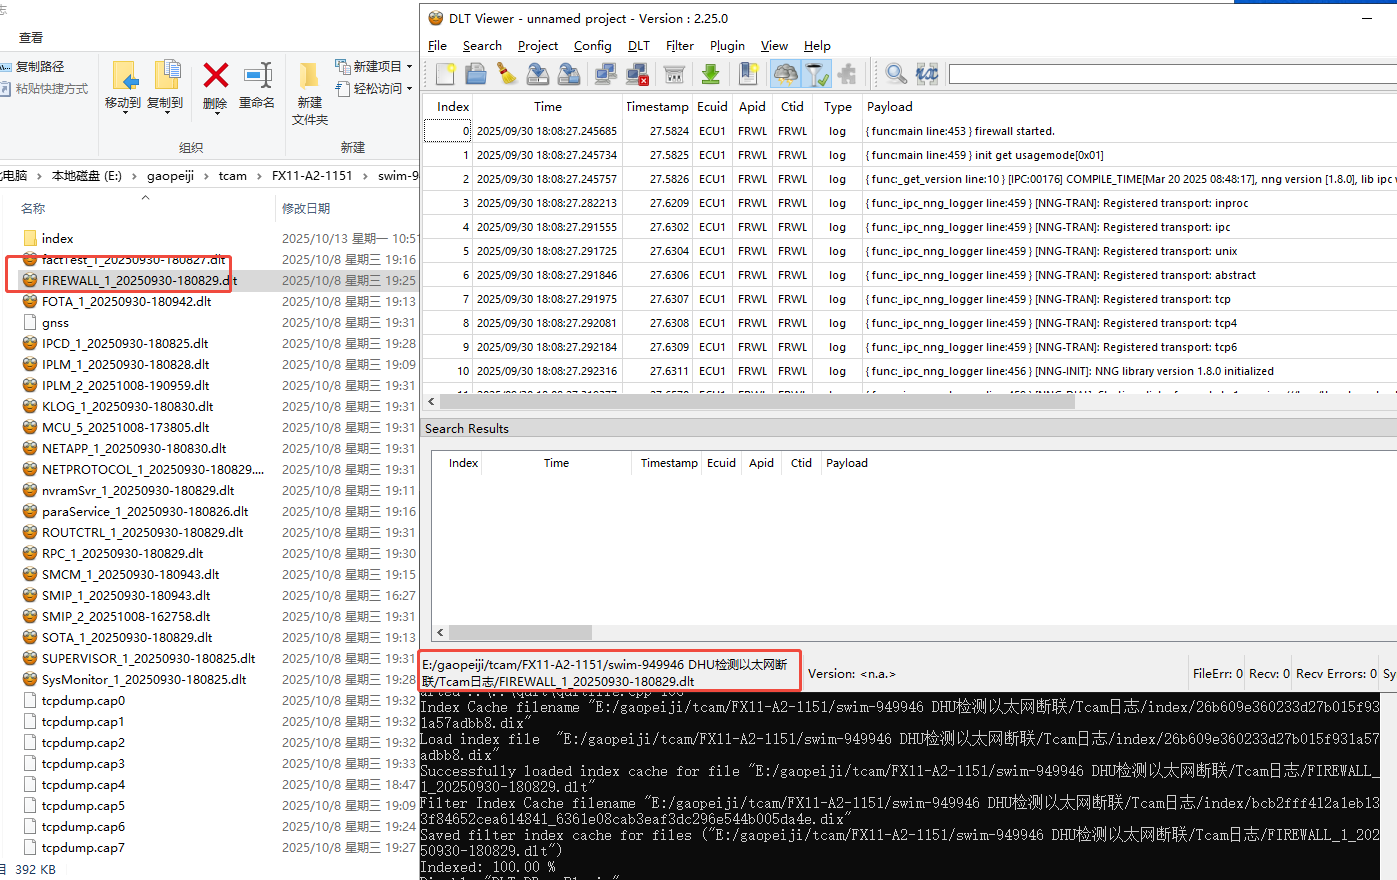 查看
复制路径
粘贴快捷方式
移动到 复制到
删除 重命名
新建
文件夹
新建项目
轻松访问
组织
新建
电脑 > 本地磁盘 (E:) > gaopeiji > tcam > FX11-A2-1151 > swim-9
名称 修改日期
index 2025/10/13 星期一 10:51
factTest_1_20250930-180827.dlt 2025/10/8 星期三 19:16
FIREWALL_1_20250930-180829.dlt 2025/10/8 星期三 19:25
FOTA_1_20250930-180942.dlt 2025/10/8 星期三 19:13
gnss 2025/10/8 星期三 19:31
IPCD_1_20250930-180825.dlt 2025/10/8 星期三 19:28
IPLM_1_20250930-180828.dlt 2025/10/8 星期三 19:09
IPLM_2_20251008-190959.dlt 2025/10/8 星期三 19:31
KLOG_1_20250930-180830.dlt 2025/10/8 星期三 19:31
MCU_5_20251008-173805.dlt 2025/10/8 星期三 19:31
NETAPP_1_20250930-180830.dlt 2025/10/8 星期三 19:31
NETPROTOCOL_1_20250930-180829.... 2025/10/8 星期三 19:31
nvramSvr_1_20250930-180829.dlt 2025/10/8 星期三 19:11
paraService_1_20250930-180826.dlt 2025/10/8 星期三 19:16
ROUTCTRL_1_20250930-180829.dlt 2025/10/8 星期三 19:31
RPC_1_20250930-180829.dlt 2025/10/8 星期三 19:30
SMCM_1_20250930-180943.dlt 2025/10/8 星期三 19:15
SMIP_1_20250930-180943.dlt 2025/10/8 星期三 16:27
SMIP_2_20251008-162758.dlt 2025/10/8 星期三 19:31
SOTA_1_20250930-180829.dlt 2025/10/8 星期三 19:13
SUPERVISOR_1_20250930-180825.dlt 2025/10/8 星期三 19:31
SysMonitor_1_20250930-180825.dlt 2025/10/8 星期三 19:28
tcpdump.cap0 2025/10/8 星期三 19:32
tcpdump.cap1 2025/10/8 星期三 19:32
tcpdump.cap2 2025/10/8 星期三 19:32
tcpdump.cap3 2025/10/8 星期三 19:33
tcpdump.cap4 2025/10/8 星期三 18:47
tcpdump.cap5 2025/10/8 星期三 19:09
tcpdump.cap6 2025/10/8 星期三 19:24
tcpdump.cap7 2025/10/8 星期三 19:27
392 KB
DLT Viewer - unnamed project - Version : 2.25.0
File Search Project Config DLT Filter Plugin View Help
Index Time Timestamp Ecuid Apid Ctid Type Payload
0 2025/09/30 18:08:27.245685 27.5824 ECU1 FRWL FRWL log { func:main line:453 } firewall started.
1 2025/09/30 18:08:27.245734 27.5825 ECU1 FRWL FRWL log { func:main line:459 } init get usagemode[0x01]
2 2025/09/30 18:08:27.245757 27.5826 ECU1 FRWL FRWL log { func:_get_version line:10 } [IPC:00176] COMPILE_TIME[Mar 20 2025 08:48:17], nng version [1.8.0], lib ipc v
3 2025/09/30 18:08:27.282213 27.6209 ECU1 FRWL FRWL log { func:_ipc_nng_logger line:459 } [NNG-TRAN]: Registered transport: inproc
4 2025/09/30 18:08:27.291555 27.6302 ECU1 FRWL FRWL log { func:_ipc_nng_logger line:459 } [NNG-TRAN]: Registered transport: ipc
5 2025/09/30 18:08:27.291725 27.6304 ECU1 FRWL FRWL log { func:_ipc_nng_logger line:459 } [NNG-TRAN]: Registered transport: unix
6 2025/09/30 18:08:27.291846 27.6306 ECU1 FRWL FRWL log { func:_ipc_nng_logger line:459 } [NNG-TRAN]: Registered transport: abstract
7 2025/09/30 18:08:27.291975 27.6307 ECU1 FRWL FRWL log { func:_ipc_nng_logger line:459 } [NNG-TRAN]: Registered transport: tcp
8 2025/09/30 18:08:27.292081 27.6308 ECU1 FRWL FRWL log { func:_ipc_nng_logger line:459 } [NNG-TRAN]: Registered transport: tcp4
9 2025/09/30 18:08:27.292184 27.6309 ECU1 FRWL FRWL log { func:_ipc_nng_logger line:459 } [NNG-TRAN]: Registered transport: tcp6
10 2025/09/30 18:08:27.292316 27.6311 ECU1 FRWL FRWL log { func:_ipc_nng_logger line:456 } [NNG-INIT]: NNG library version 1.8.0 initialized
Search Results
Index Time Timestamp Ecuid Apid Ctid Payload
E:/gaopeiji/tcam/FX11-A2-1151/swim-949946 DHU检测以太网断
联/Tcam日志/FIREWALL_1_20250930-180829.dlt
Version: <n.a.>
FileErr: 0 Recv: 0 Recv Errors: 0 Sy
Index Cache filename "E:/gaopeiji/tcam/FX11-A2-1151/swim-949946 DHU检测以太网断联/Tcam日志/index/26b609e360233d27b015f93
1a57adbb8.dix"
Load index file "E:/gaopeiji/tcam/FX11-A2-1151/swim-949946 DHU检测以太网断联/Tcam日志/index/26b609e360233d27b015f931a57
adbb8.dix"
Successfully loaded index cache for file "E:/gaopeiji/tcam/FX11-A2-1151/swim-949946 DHU检测以太网断联/Tcam日志/FIREWALL_
1_20250930-180829.dlt"
Filter Index Cache filename "E:/gaopeiji/tcam/FX11-A2-1151/swim-949946 DHU检测以太网断联/Tcam日志/index/bcb2fff412a1eb13
3f84652cea614841_6361e08cab3eaf3dc296e544b005da4e.dix"
Saved filter index cache for files ("E:/gaopeiji/tcam/FX11-A2-1151/swim-949946 DHU检测以太网断联/Tcam日志/FIREWALL_1_202
50930-180829.dlt")
Indexed: 100.00 %